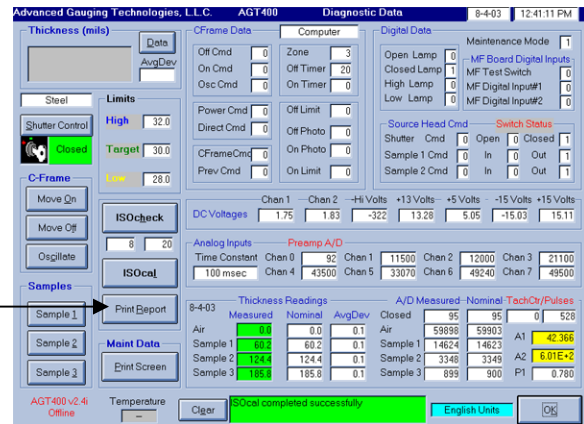 Advanced Gauging Technologies, L.L.C. AGT400 Diagnostic Data 8-4-03 12:41:11 PM
Thickness (mils)
Data
AvgDev
Steel
Shutter Control
Closed
Limits
High 32.0
Target 30.0
Low 28.0
C-Frame
Move On
Move Off
Oscillate
ISOcheck
8 20
ISOcal
Print Report
Samples
Sample 1
Sample 2
Sample 3
Maint Data
Print Screen
AGT400 v2.4i
Offline
Temperature
--
CFrame Data Computer
Off Cmd 0 Zone 3
On Cmd 0 Off Timer 20
Osc Cmd 0 On Timer 0
Power Cmd 0 Off Limit 0
Direct Cmd 0 Off Photo 0
CFrameCmd 0 On Photo 0
Prev Cmd 0 On Limit 0
Digital Data
Maintenance Mode 1
Open Lamp 0
Closed Lamp 1
High Lamp 0
Low Lamp 0
MF Board Digital Inputs
MF Test Switch 0
MF Digital Input#1 0
MF Digital Input#2 0
Source Head Cmd Switch Status
Shutter Cmd 0 Open 0 Closed 1
Sample 1 Cmd 0 In 0 Out 1
Sample 2 Cmd 0 In 0 Out 1
Chan 1 Chan 2 -Hi Volts +13 Volts +5 Volts -15 Volts +15 Volts
DC Voltages 1.75 1.83 -322 13.28 5.05 -15.03 15.11
Analog Inputs Preamp A/D
Time Constant Chan 0 92 Chan 1 11500 Chan 2 12000 Chan 3 21100
100 msec Chan 4 43500 Chan 5 33070 Chan 6 49240 Chan 7 49500
8-4-03 Thickness Readings A/D Measured Nominal TachCtr/Pulses
Measured Nominal AvgDev Closed 95 95 0 528
Air 0.0 0.0 0.1 Air 59898 59903 A1 42.366
Sample 1 60.2 60.2 0.1 Sample 1 14624 14623
Sample 2 124.4 124.4 0.1 Sample 2 3348 3349 A2 6.01E+2
Sample 3 185.8 185.8 0.1 Sample 3 899 900 P1 0.780
Clear ISOcal completed successfully English Units OK